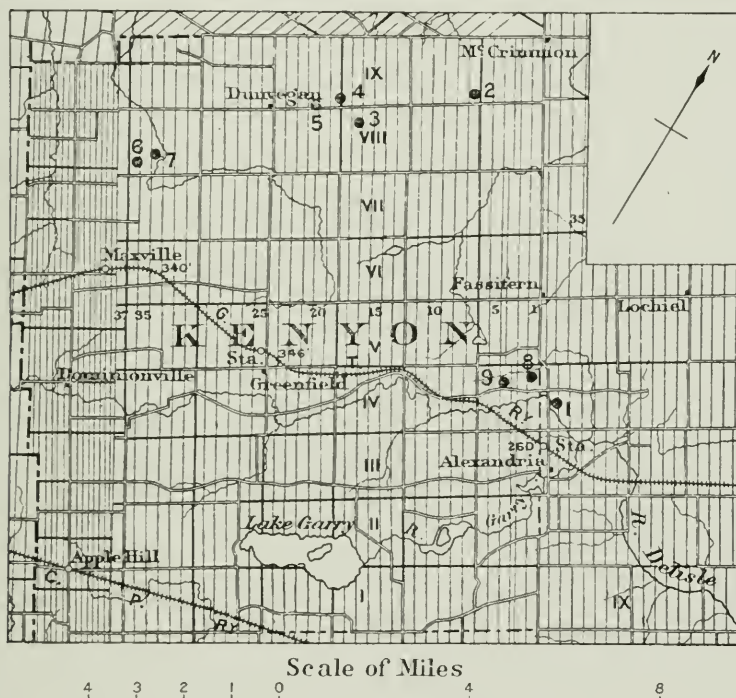 McCrimmon
IX
Dunvegan
4
2
5
3
VIII
6
7
N
VII
35
Maxville
340'
VI
Fassifern
Lochiel
37 35
25
20
15
10
5
1
KENYON
G.
T.
RY.
V
Sta.
346'
Greenfield
Dominionville
IV
9
8
1
260'
Sta.
III
Alexandria
II
Lake Garry
R.
Garry
R. Delisle
Apple Hill
C. P. RY.
I
IX
Scale of Miles
4 3 2 1 0 4 8